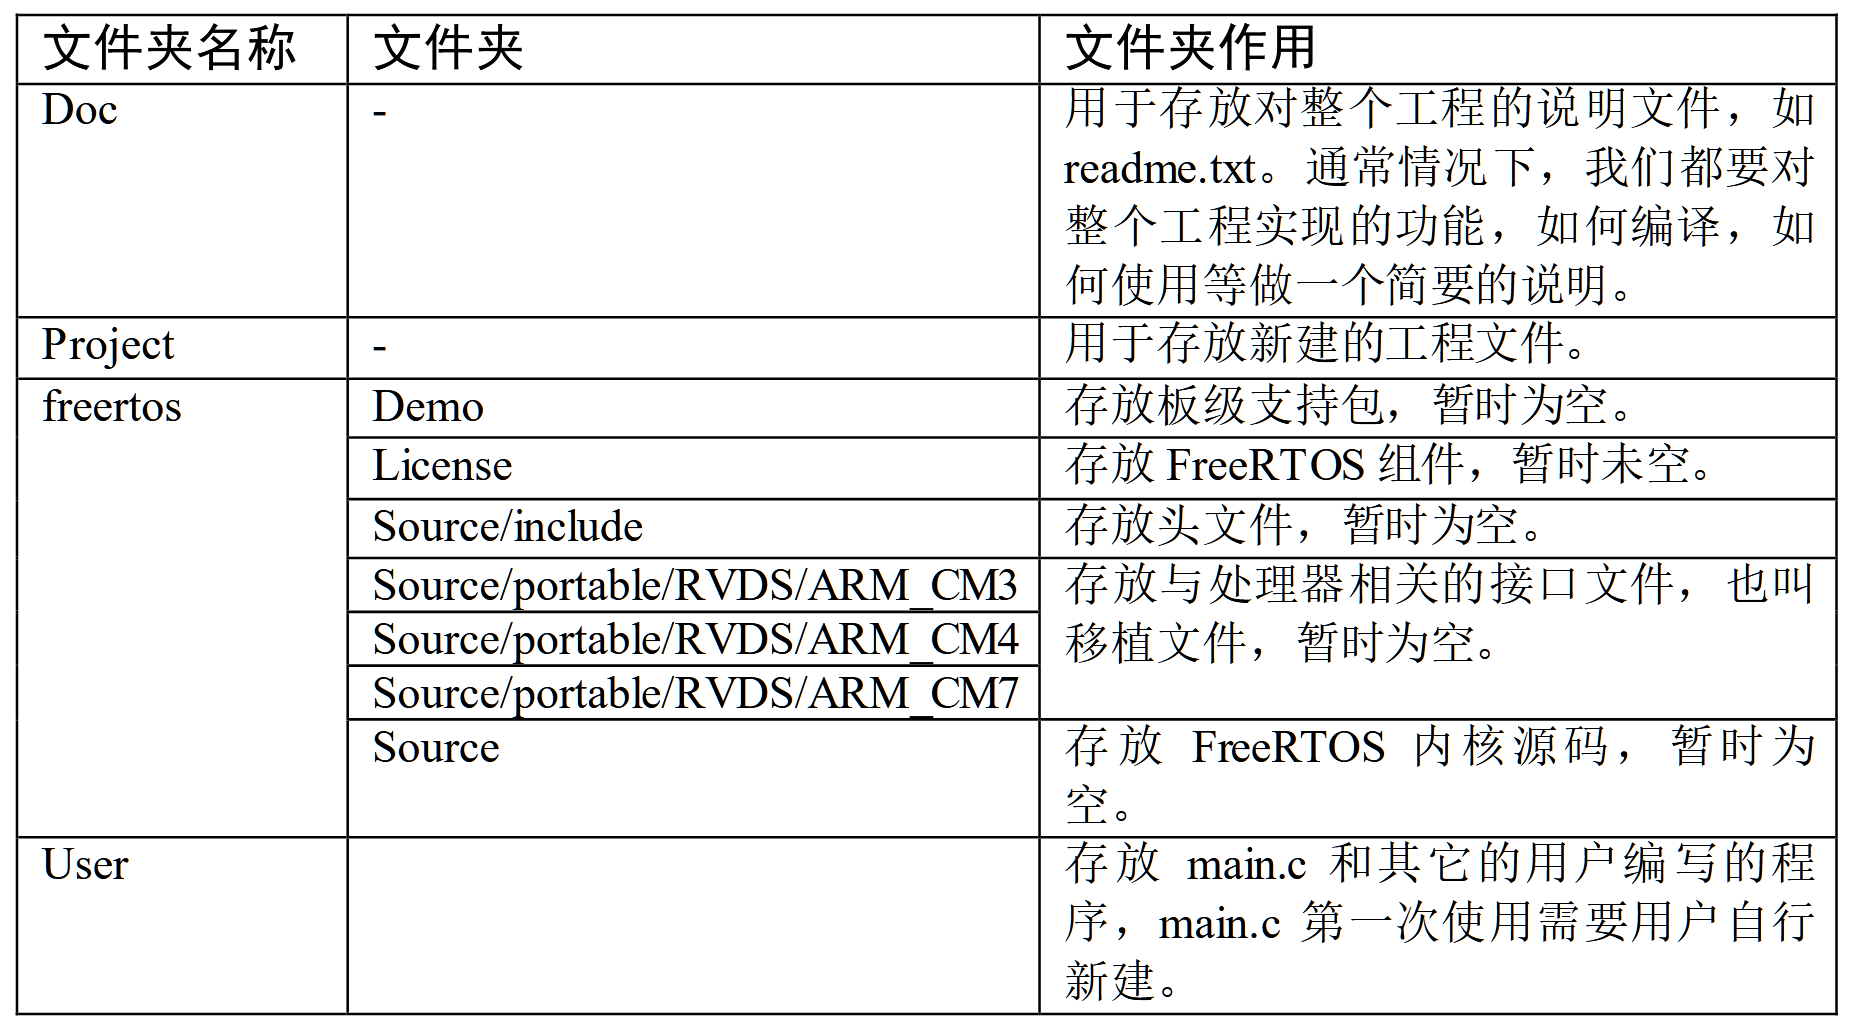 文件夹名称 文件夹 文件夹作用
Doc - 用于存放对整个工程的说明文件，如
readme.txt。通常情况下，我们都要对
整个工程实现的功能，如何编译，如
何使用等做一个简要的说明。
Project - 用于存放新建的工程文件。
freertos Demo 存放板级支持包，暂时为空。
License 存放 FreeRTOS 组件，暂时未空。
Source/include 存放头文件，暂时为空。
Source/portable/RVDS/ARM_CM3 存放与处理器相关的接口文件，也叫
Source/portable/RVDS/ARM_CM4 移植文件，暂时为空。
Source/portable/RVDS/ARM_CM7
Source 存放 FreeRTOS 内核源码，暂时为
空。
User 存放 main.c 和其它的用户编写的程
序，main.c 第一次使用需要用户自行
新建。